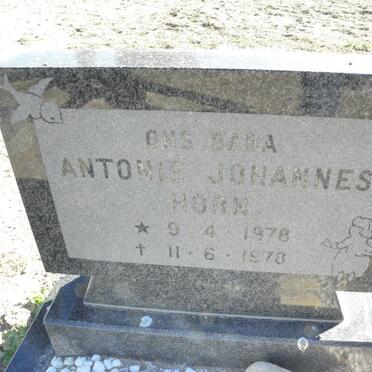 ONS BABA
ANTONIE JOHANNES
HORN
* 9 - 4 - 1978
† 11 - 6 - 1978